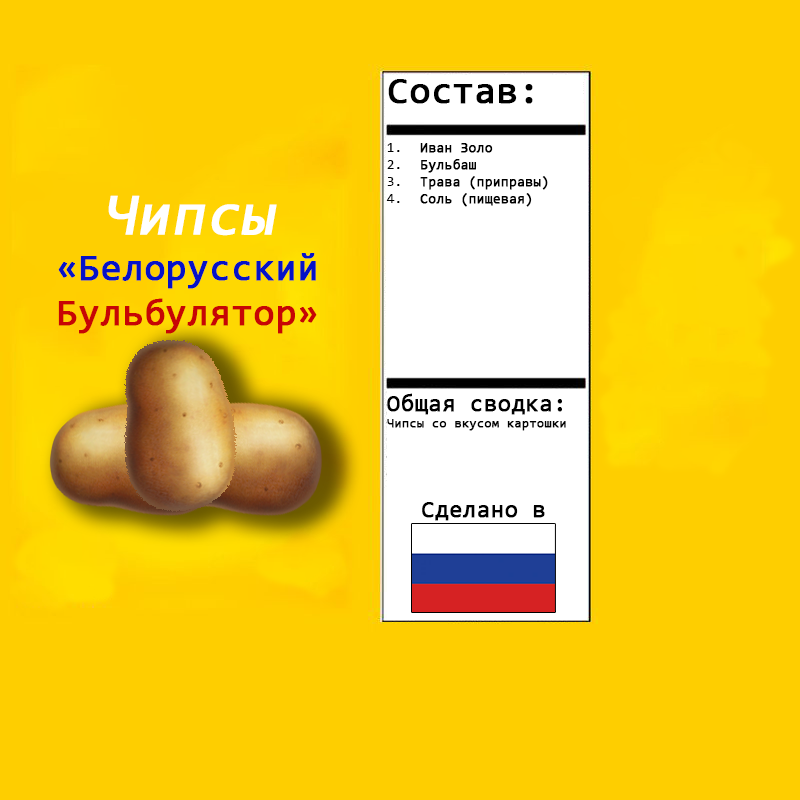 Чипсы
«Белорусский
Бульбулятор»
Состав:
1. Иван Золо
2. Бульбаш
3. Трава (приправы)
4. Соль (пищевая)
Общая сводка:
Чипсы со вкусом картошки
Сделано в